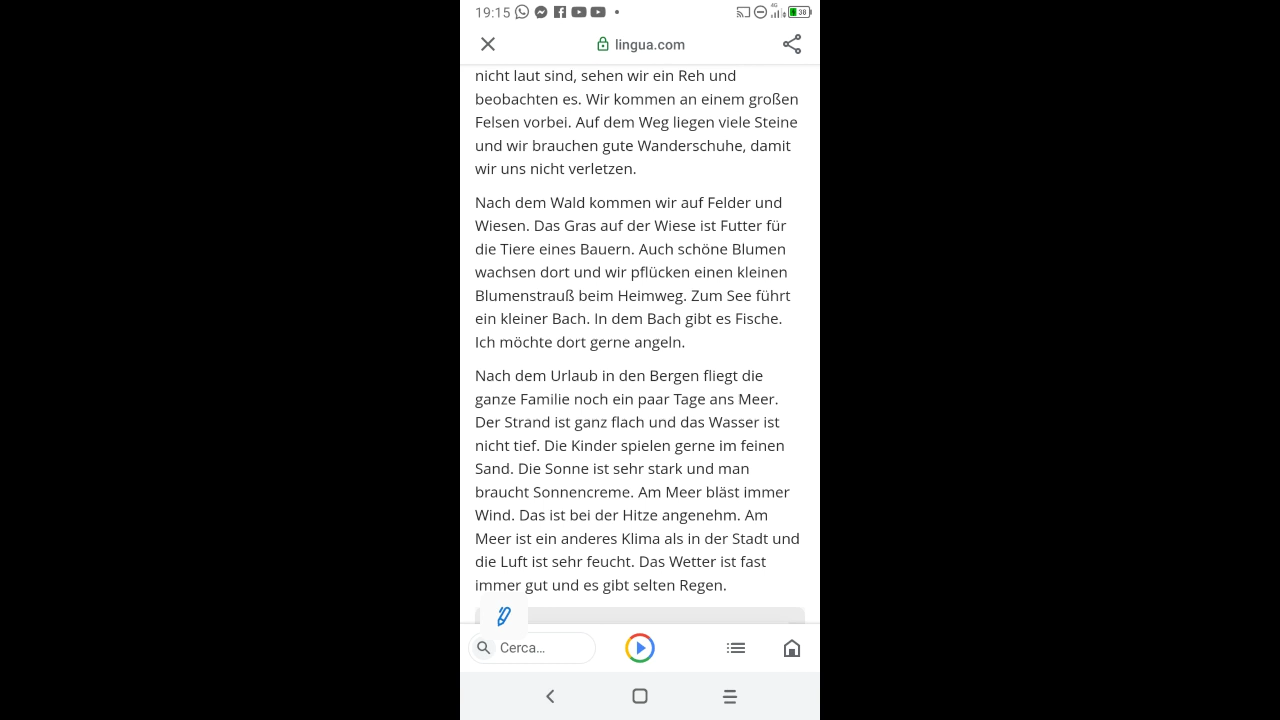 19:15
4G
38
lingua.com
nicht laut sind, sehen wir ein Reh und
beobachten es. Wir kommen an einem großen
Felsen vorbei. Auf dem Weg liegen viele Steine
und wir brauchen gute Wanderschuhe, damit
wir uns nicht verletzen.
Nach dem Wald kommen wir auf Felder und
Wiesen. Das Gras auf der Wiese ist Futter für
die Tiere eines Bauern. Auch schöne Blumen
wachsen dort und wir pflücken einen kleinen
Blumenstrauß beim Heimweg. Zum See führt
ein kleiner Bach. In dem Bach gibt es Fische.
Ich möchte dort gerne angeln.
Nach dem Urlaub in den Bergen fliegt die
ganze Familie noch ein paar Tage ans Meer.
Der Strand ist ganz flach und das Wasser ist
nicht tief. Die Kinder spielen gerne im feinen
Sand. Die Sonne ist sehr stark und man
braucht Sonnencreme. Am Meer bläst immer
Wind. Das ist bei der Hitze angenehm. Am
Meer ist ein anderes Klima als in der Stadt und
die Luft ist sehr feucht. Das Wetter ist fast
immer gut und es gibt selten Regen.
Cerca...